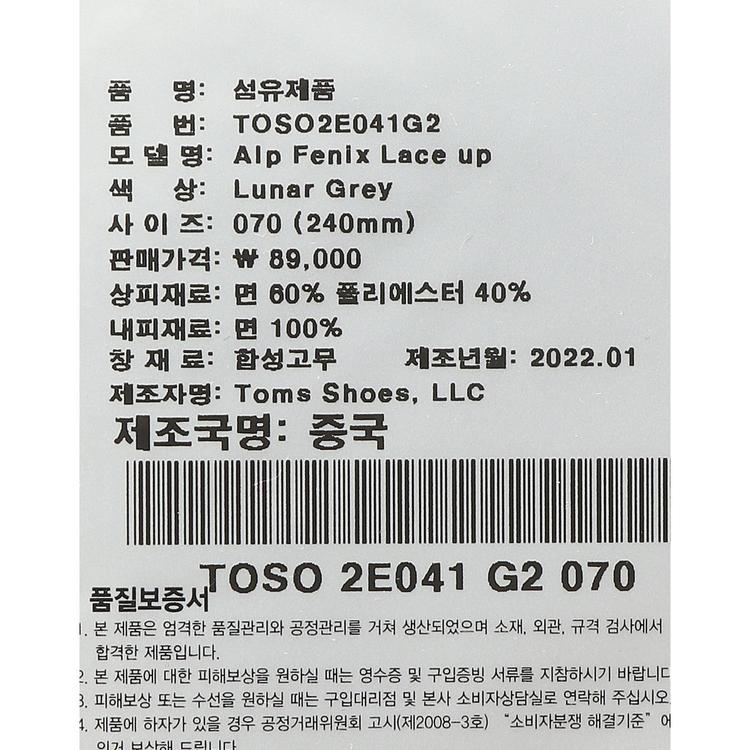 품 명: 섬유제품
품 번: TOSO2E041G2
모 델 명: Alp Fenix Lace up
색 상: Lunar Grey
사 이 즈: 070 (240mm)
판매가격: ₩ 89,000
상피재료: 면 60% 폴리에스터 40%
내피재료: 면 100%
창 재 료: 합성고무 제조년월: 2022.01
제조자명: Toms Shoes, LLC
제조국명: 중국
TOSO 2E041 G2 070
품질보증서
1. 본 제품은 엄격한 품질관리와 공정관리를 거쳐 생산되었으며 소재, 외관, 규격 검사에서
합격한 제품입니다.
2. 본 제품에 대한 피해보상을 원하실 때는 영수증 및 구입증빙 서류를 지참하시기 바랍니다
3. 피해보상 또는 수선을 원하실 때는 구입대리점 및 본사 소비자상담실로 연락해 주십시오
4. 제품에 하자가 있을 경우 공정거래위원회 고시(제2008-3호) “소비자분쟁 해결기준” 에
의거 보상해 드립니다.